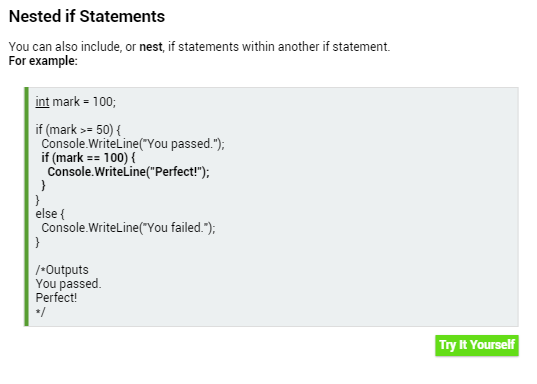 Nested if Statements
You can also include, or nest, if statements within another if statement.
For example:
int mark = 100;
if (mark >= 50) {
Console.WriteLine("You passed.");
if (mark == 100) {
Console.WriteLine("Perfect!");
}
}
else {
Console.WriteLine("You failed.");
}
/*Outputs
You passed.
Perfect!
*/
Try It Yourself